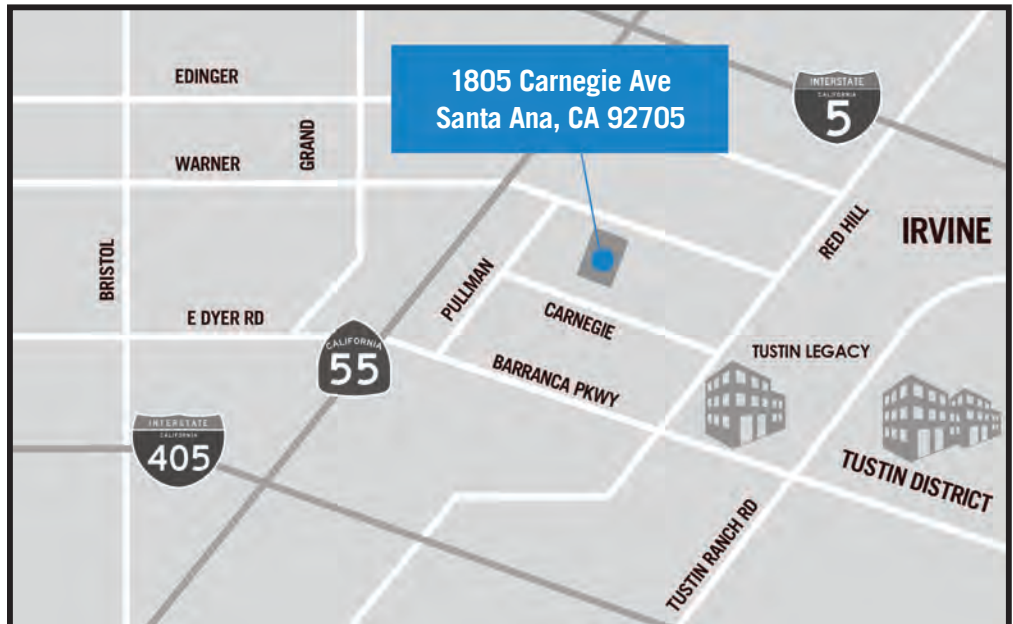 EDINGER
1805 Carnegie Ave
Santa Ana, CA 92705
INTERSTATE
CALIFORNIA
5
GRAND
WARNER
RED HILL
IRVINE
BRISTOL
PULLMAN
E DYER RD
CARNEGIE
CALIFORNIA
55
TUSTIN LEGACY
BARRANCA PKWY
INTERSTATE
CALIFORNIA
405
TUSTIN DISTRICT
TUSTIN RANCH RD